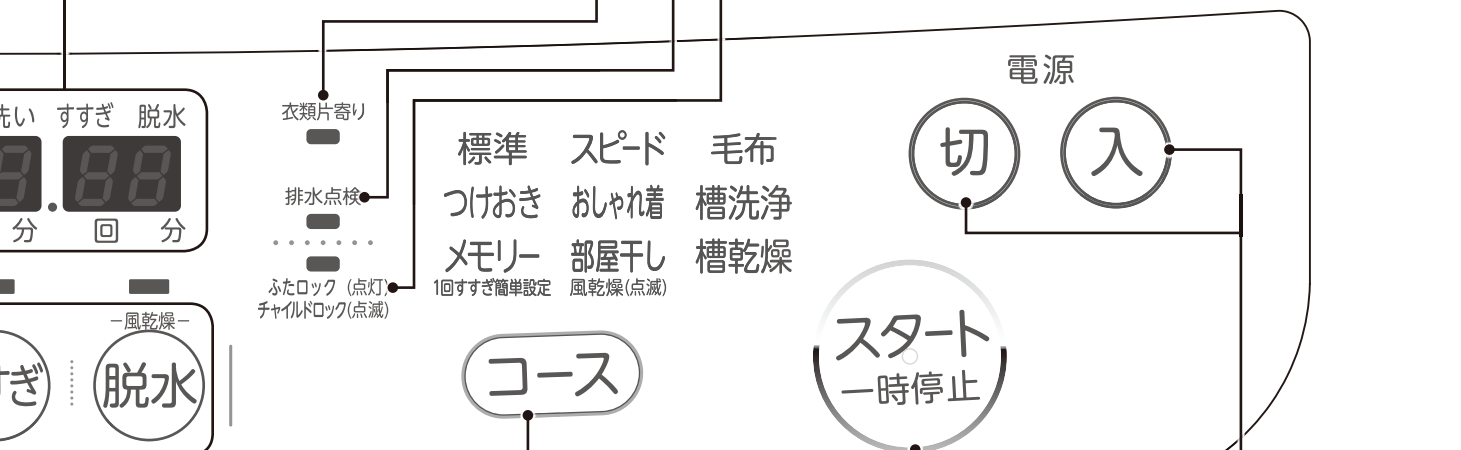 電源
洗い すすぎ 脱水
衣類片寄り
切 入
標準 スピード 毛布
排水点検
つけおき おしゃれ着 槽洗浄
分 回 分
メモリー 部屋干し 槽乾燥
1回すすぎ簡単設定 風乾燥(点滅)
ふたロック (点灯)
チャイルドロック(点滅)
－風乾燥－
すぎ 脱水
コース
スタート
一時停止